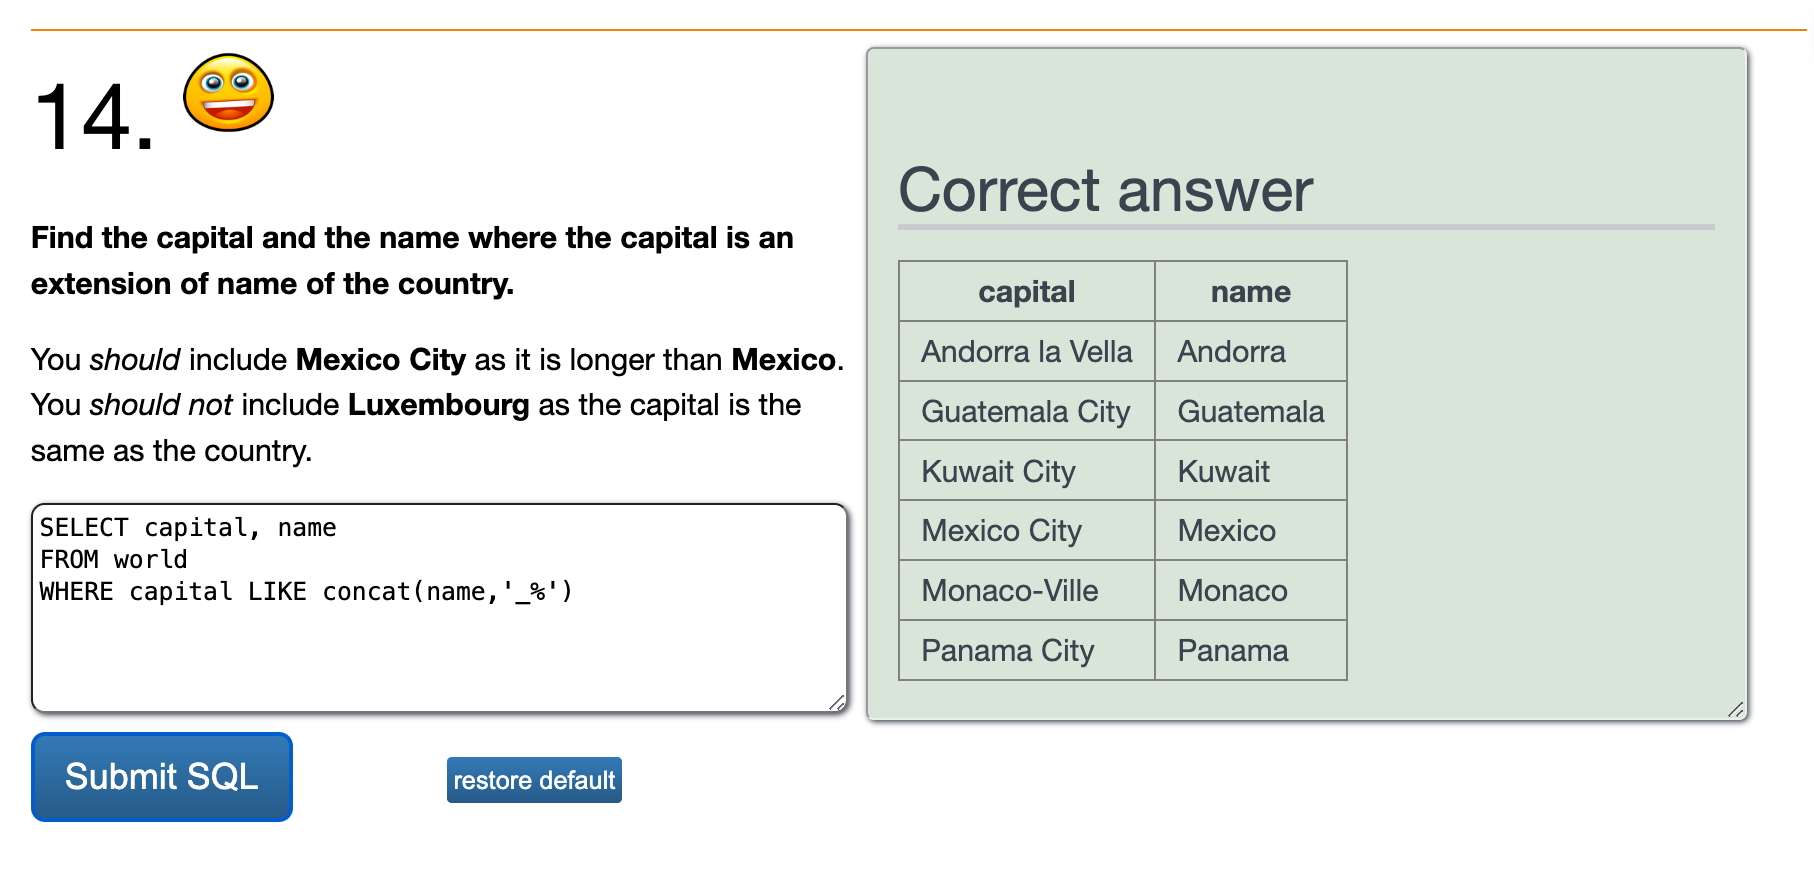 14.
Find the capital and the name where the capital is an
extension of name of the country.
You should include Mexico City as it is longer than Mexico.
You should not include Luxembourg as the capital is the
same as the country.
SELECT capital, name
FROM world
WHERE capital LIKE concat(name,'_%')
Submit SQL
restore default
Correct answer
capital name
Andorra la Vella Andorra
Guatemala City Guatemala
Kuwait City Kuwait
Mexico City Mexico
Monaco-Ville Monaco
Panama City Panama